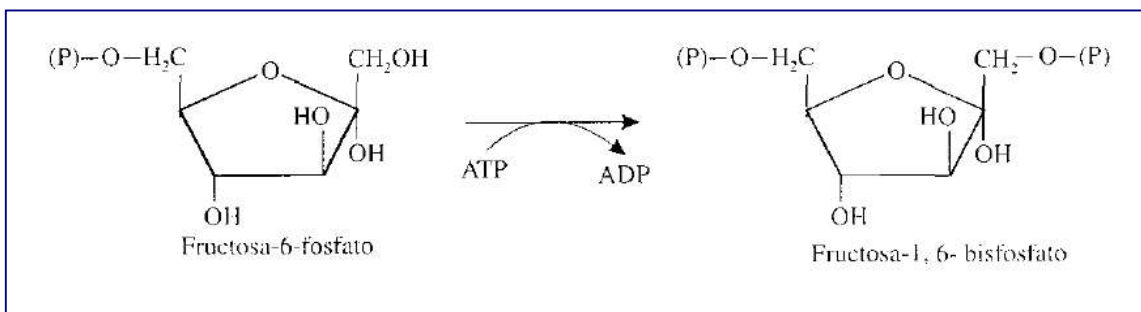 (P)–O–H₂C O CH₂OH
HO
OH
OH
Fructosa-6-fosfato
ATP ADP
(P)–O–H₂C O CH₂–O–(P)
HO
OH
OH
Fructosa-1, 6- bisfosfato